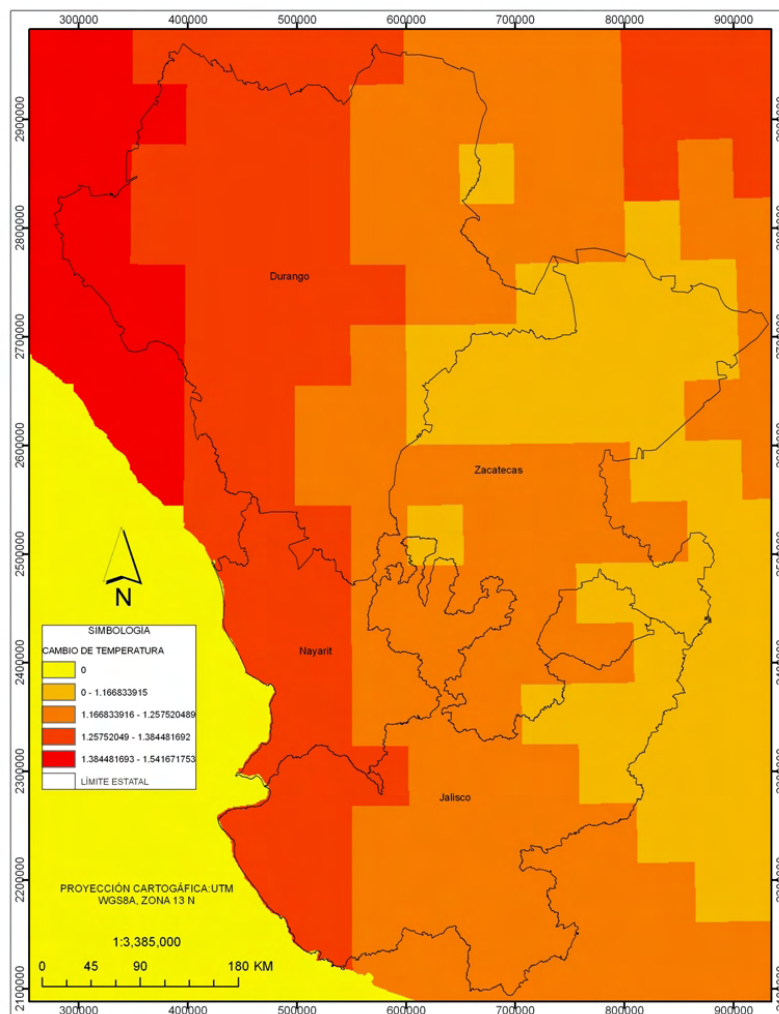 300000 400000 500000 600000 700000 800000 900000
2900000
2800000
Durango
2700000
2600000
Zacatecas
2500000
N
SIMBOLOGÍA
CAMBIO DE TEMPERATURA
0
0 - 1.166833915
1.166833916 - 1.257520489
1.25752049 - 1.384481692
1.384481693 - 1.541671753
LÍMITE ESTATAL
Nayarit
2400000
2300000
Jalisco
2200000
PROYECCIÓN CARTOGÁFICA:UTM
WGS8A, ZONA 13 N
1:3,385,000
0 45 90 180 KM
2100000
300000 400000 500000 600000 700000 800000 900000